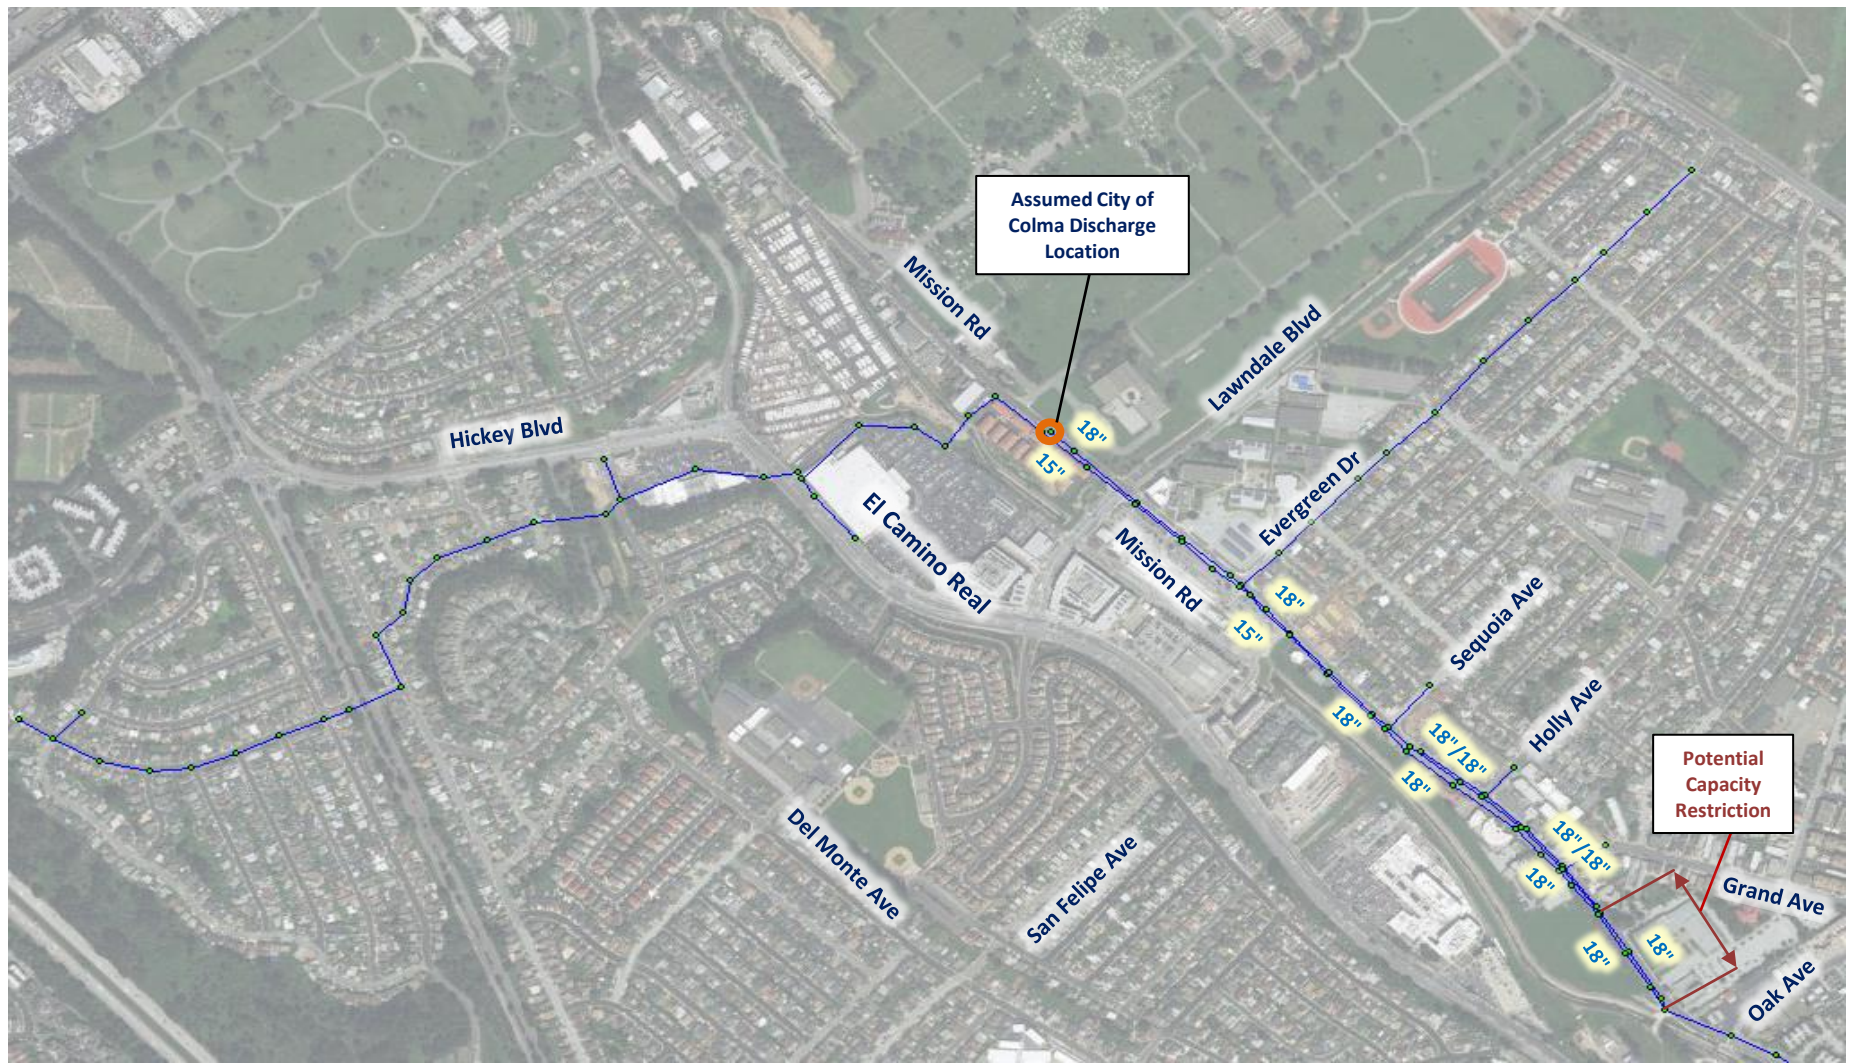 Assumed City of
Colma Discharge
Location
Mission Rd
Lawndale Blvd
Hickey Blvd
18"
15"
El Camino Real
Evergreen Dr
Mission Rd
18"
15"
Sequoia Ave
Holly Ave
18"
18"/18"
18"
Potential
Capacity
Restriction
Del Monte Ave
San Felipe Ave
18"/18"
18"
Grand Ave
18"
18"
Oak Ave